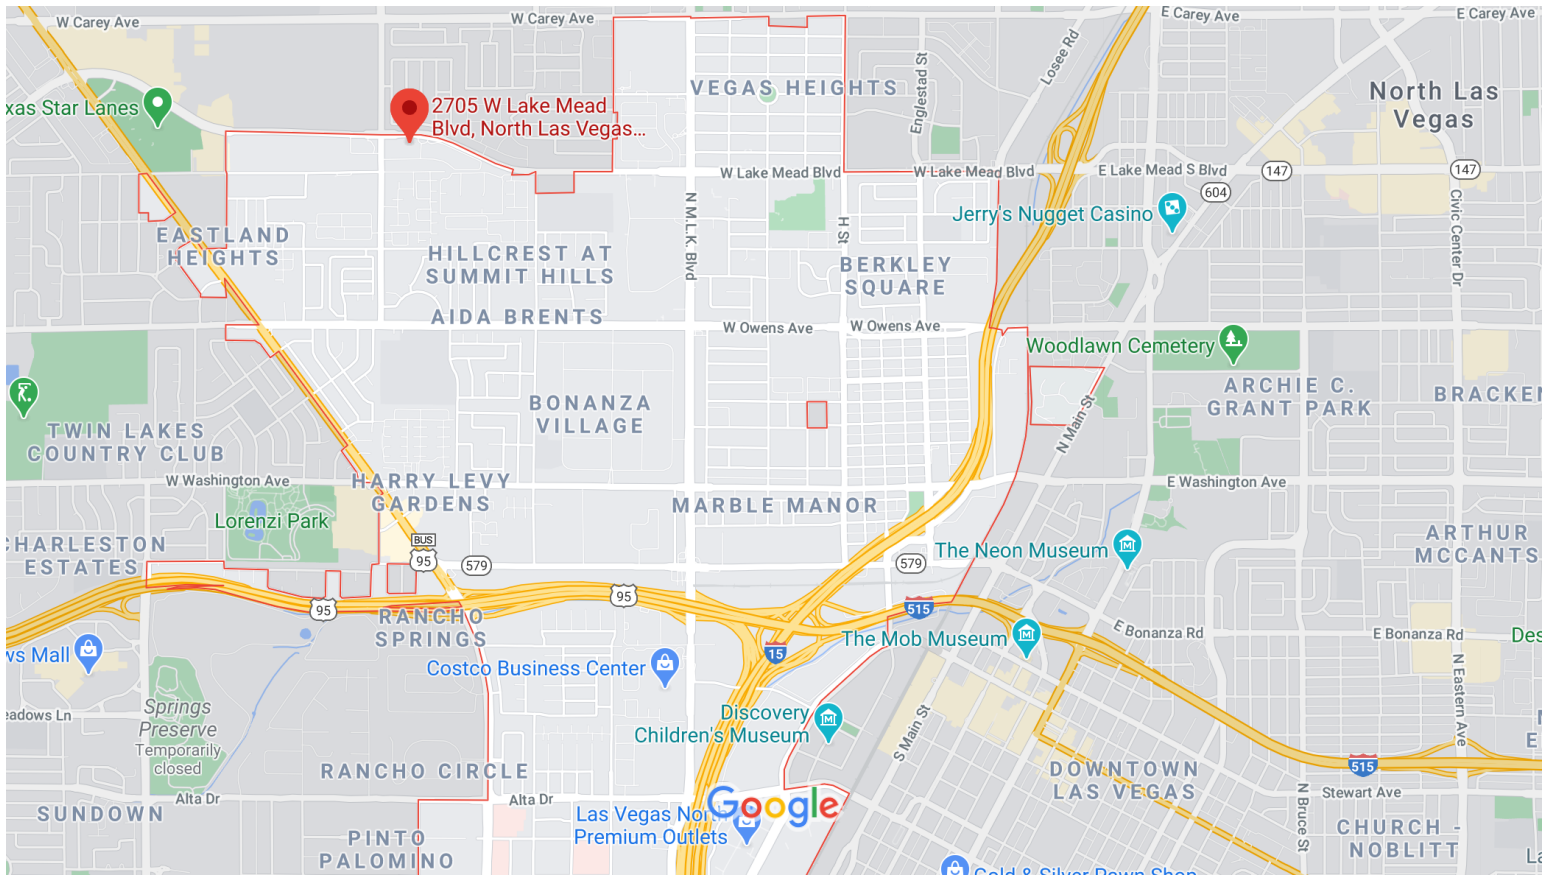 W Carey Ave
W Carey Ave
E Carey Ave
E Carey Ave
Losee Rd
Englestad St
VEGAS HEIGHTS
North Las
Vegas
xas Star Lanes
2705 W Lake Mead
Blvd, North Las Vegas...
W Lake Mead Blvd
W Lake Mead Blvd
E Lake Mead S Blvd
147
147
604
Jerry's Nugget Casino
Civic Center Dr
N M.L.K. Blvd
H St
EASTLAND
HEIGHTS
HILLCREST AT
SUMMIT HILLS
BERKLEY
SQUARE
AIDA BRENTS
W Owens Ave
W Owens Ave
Woodlawn Cemetery
ARCHIE C.
GRANT PARK
BRACKEN
BONANZA
VILLAGE
TWIN LAKES
COUNTRY CLUB
N Main St
W Washington Ave
E Washington Ave
HARRY LEVY
GARDENS
MARBLE MANOR
Lorenzi Park
CHARLESTON
ESTATES
BUS
95
579
579
The Neon Museum
ARTHUR
MCCANTS
95
95
515
RANCHO
SPRINGS
The Mob Museum
E Bonanza Rd
E Bonanza Rd
Des
ws Mall
Costco Business Center
15
N Eastern Ave
eadows Ln
Springs
Preserve
Temporarily
closed
Discovery
Children's Museum
S Main St
RANCHO CIRCLE
DOWNTOWN
LAS VEGAS
515
SUNDOWN
Alta Dr
Alta Dr
Google
Stewart Ave
N Bruce St
Las Vegas North
Premium Outlets
PINTO
PALOMINO
CHURCH -
NOBLITT
La
Gold & Silver Pawn Shop